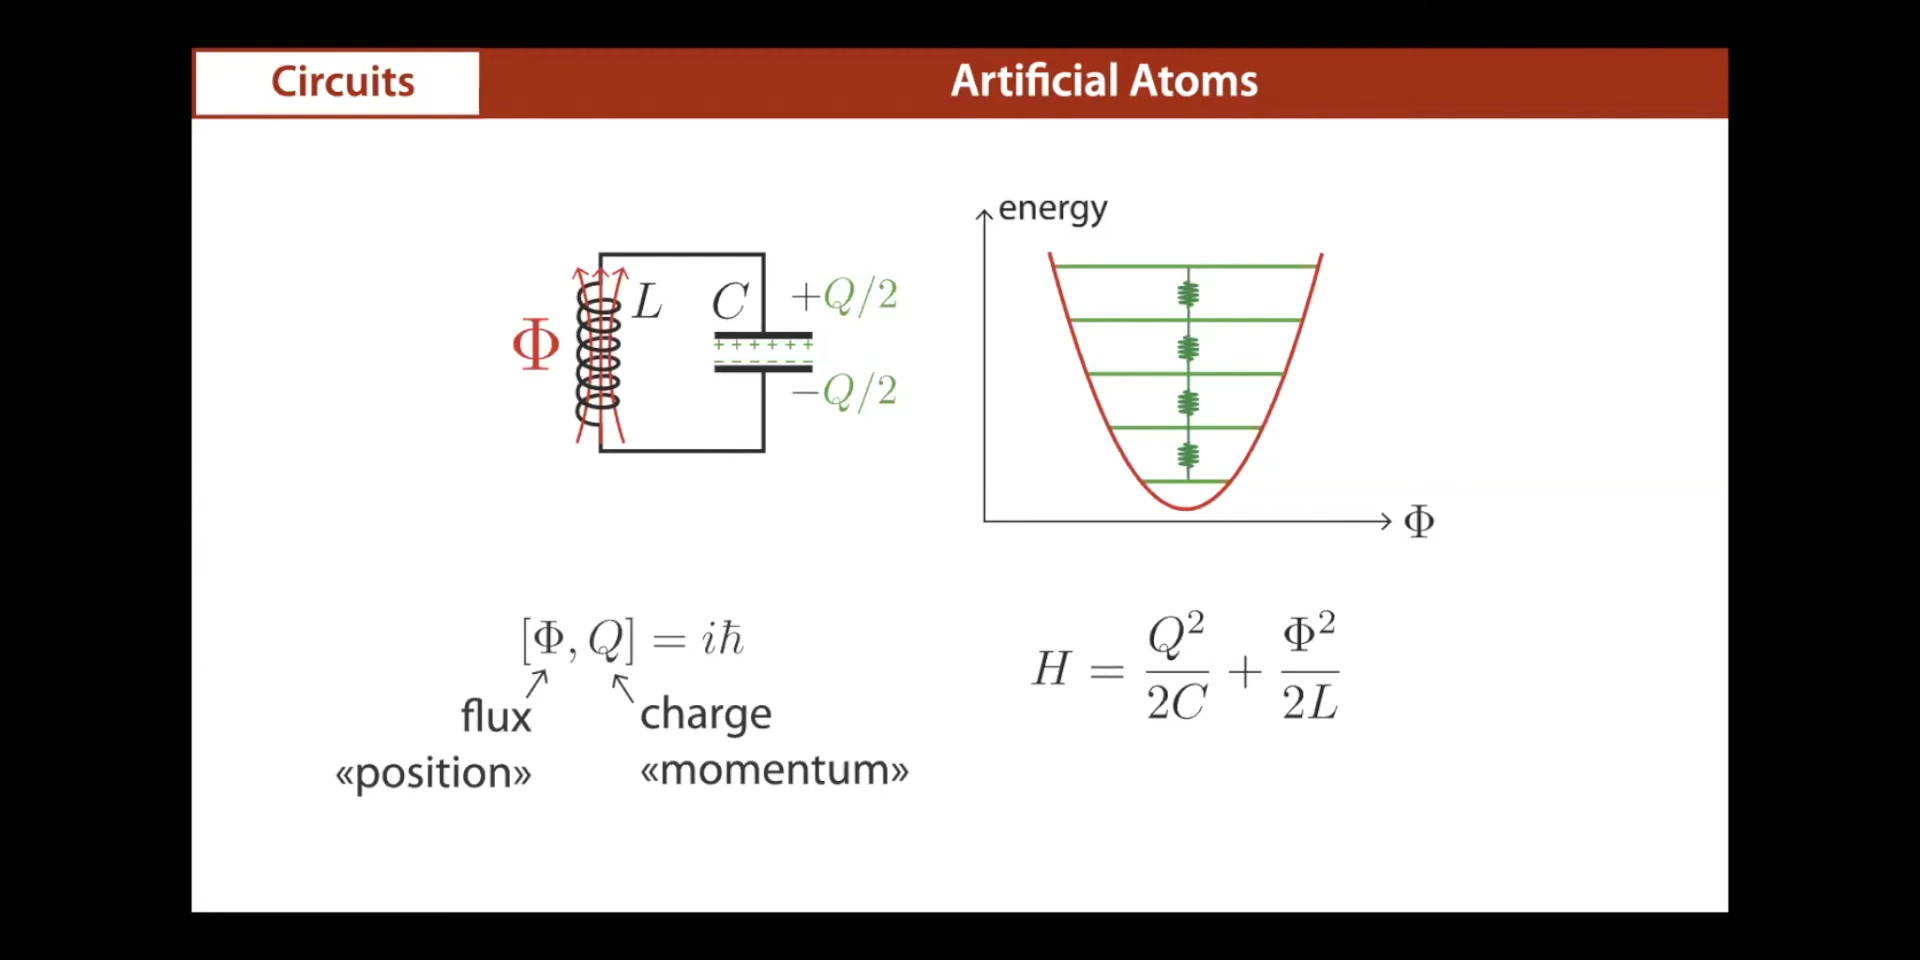 Circuits
Artificial Atoms
energy
L
C
+Q/2
Φ
−Q/2
Φ
[Φ, Q] = iħ
flux
charge
«position»
«momentum»
H = Q²/2C + Φ²/2L